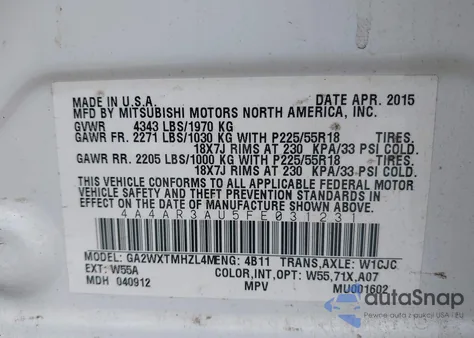 MADE IN U.S.A. DATE APR. 2015
MFD BY MITSUBISHI MOTORS NORTH AMERICA, INC.
GVWR 4343 LBS/1970 KG
GAWR FR. 2271 LBS/1030 KG WITH P225/55R18
18X7J RIMS AT 230 KPA/33 PSI COLD.
GAWR RR. 2205 LBS/1000 KG WITH P225/55R18
18X7J RIMS AT 230 KPA/33 PSI COLD.
THIS VEHICLE CONFORMS TO ALL APPLICABLE FEDERAL MOTOR
VEHICLE SAFETY AND THEFT PREVENTION STANDARDS IN
EFFECT ON THE DATE OF MANUFACTURE SHOWN ABOVE.
4A4AR3AU5FE031231
MODEL: GA2WXTMHZL4M ENG: 4B11 TRANS,AXLE: W1CJC
EXT: W55A COLOR,INT,OPT: W55,71X,A07
MDH 040912 MPV MU001602
autoSnap
Pewne auta z aukcji USA i EU